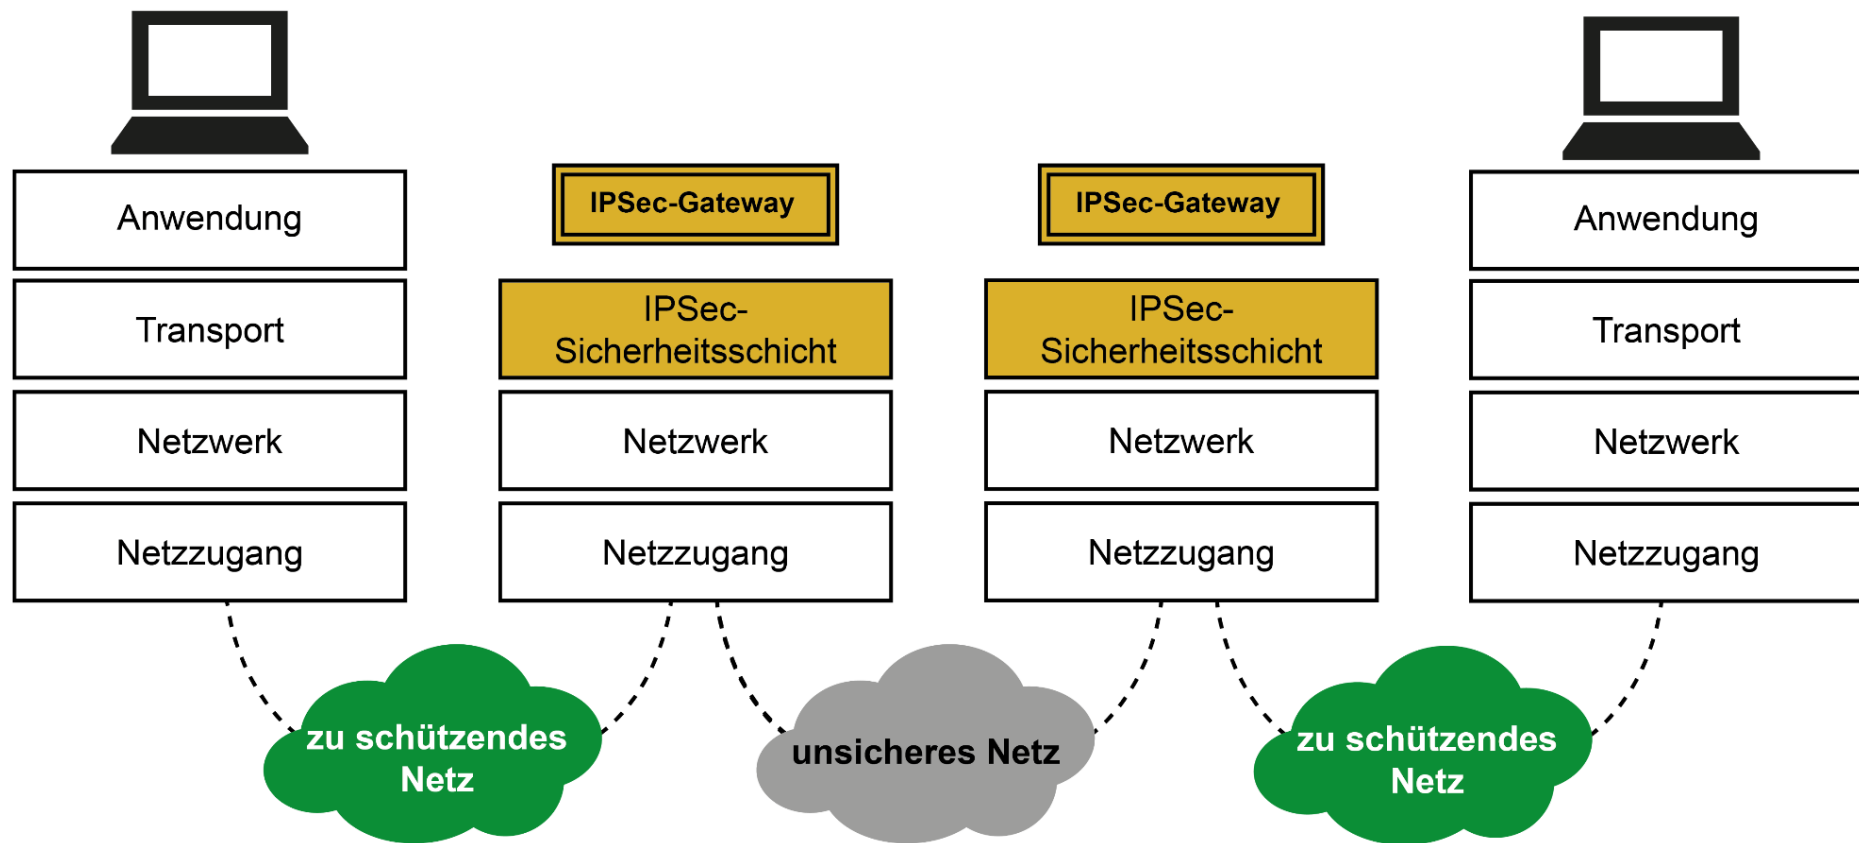 Anwendung
Transport
Netzwerk
Netzzugang
IPSec-Gateway
IPSec-
Sicherheitsschicht
Netzwerk
Netzzugang
IPSec-Gateway
IPSec-
Sicherheitsschicht
Netzwerk
Netzzugang
Anwendung
Transport
Netzwerk
Netzzugang
zu schützendes
Netz
unsicheres Netz
zu schützendes
Netz